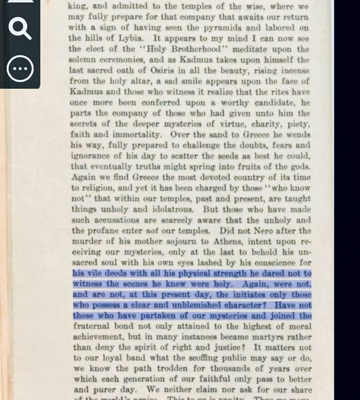 king, and admitted to the temples of the wise, where we
may fully prepare for that company that awaits our return
with a sign of having seen the pyramids and labored on
the hills of Lybia. It appears to my mind I can now see
the elect of the "Holy Brotherhood" meditate upon the
solemn ceremonies, and as Kadmus takes upon himself the
last sacred oath of Osiris in all the beauty, rising incense
from the holy altar, a sad smile appears upon the face of
Kadmus and those who witness it realize that the rites have
once more been conferred upon a worthy candidate, he
parts the company of those who had given unto him the
secrets of the deeper mysteries of virtue, charity, piety,
faith and immortality. Over the sand to Greece he wends
his way, fully prepared to challenge the doubts, fears and
ignorance of his day to scatter the seeds as best he could,
that eventually truths might spring into fruits of the gods.
Again we find Greece the most devoted country of its time
to religion, and yet it has been charged by those "who know
not" that within our temples, past and present, are taught
things unholy and idolatrous. But those who have made
such accusations are scarcely aware that the unholy and
the profane enter not our temples. Did not Nero after the
murder of his mother sojourn to Athens, intent upon re-
ceiving our mysteries, only at the last to behold his un-
sacred soul with his own eyes lashed by his conscience for
his vile deeds with all his physical strength he dared not to
witness the scenes he knew were holy. Again, were not,
and are not, at this present day, the initiates only those
who possess a clear and unblemished character? Have not
those who have partaken of our mysteries and joined the
fraternal bond not only attained to the highest of moral
achievement, but in many instances became martyrs rather
than deny the spirit of right and justice? It matters not
to our loyal band what the scoffing public may say or do,
we know the path trodden for thousands of years over
which each generation of our faithful only pass to better
and purer day. We neither claim nor ask for our share